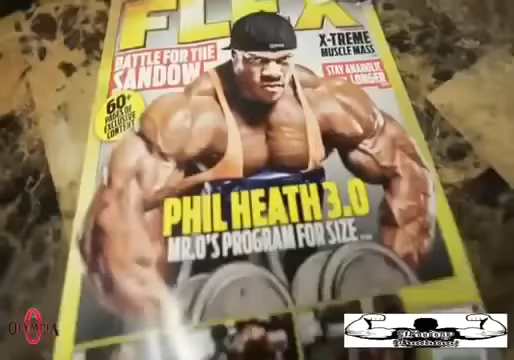 FLEX
BATTLE FOR THE
SANDOW!
X-TREME
MUSCLE MASS
STAY ANABOLIC
LONGER
60+
PAGES OF
EXCLUSIVE
CONTENT
PHIL HEATH 3.0
MR.O'S PROGRAM FOR SIZE
OLYMPIA